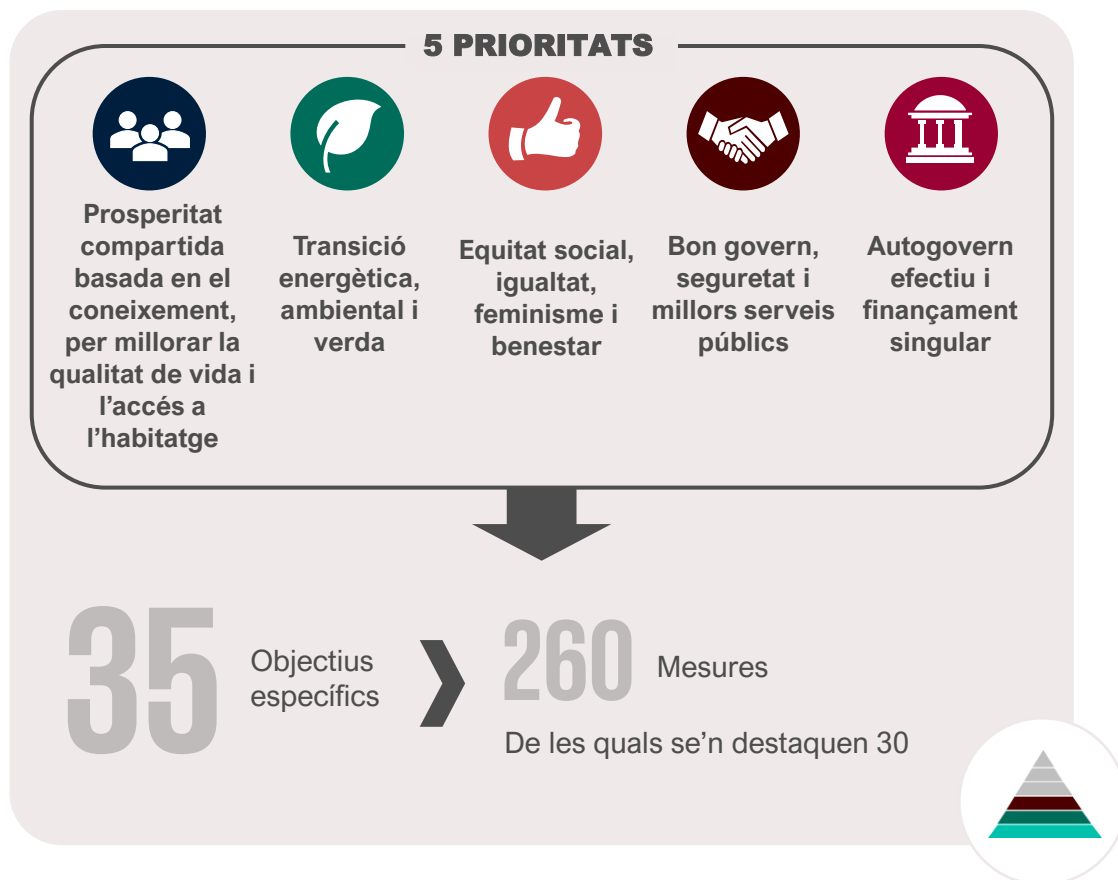 5 PRIORITATS
Prosperitat
compartida
basada en el
coneixement,
per millorar la
qualitat de vida i
l’accés a
l’habitatge
Transició
energètica,
ambiental i
verda
Equitat social,
igualtat,
feminisme i
benestar
Bon govern,
seguretat i
millors serveis
públics
Autogovern
efectiu i
finançament
singular
35
Objectius
específics
260
Mesures
De les quals se’n destaquen 30